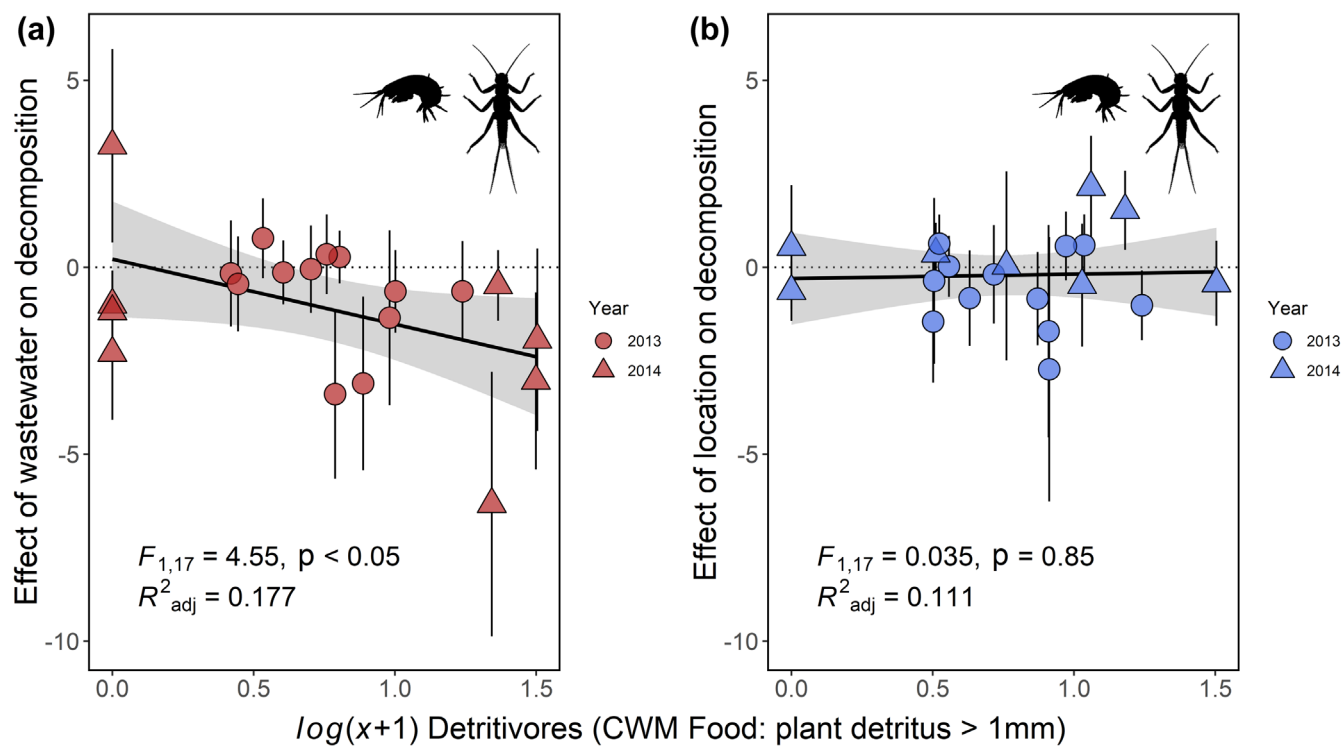 (a)
Effect of wastewater on decomposition
5
0
-5
-10
0.0 0.5 1.0 1.5
F1,17 = 4.55, p < 0.05
R2adj = 0.177
Year
2013
2014
(b)
Effect of location on decomposition
5
0
-5
-10
0.0 0.5 1.0 1.5
F1,17 = 0.035, p = 0.85
R2adj = 0.111
Year
2013
2014
log(x+1) Detritivores (CWM Food: plant detritus > 1mm)